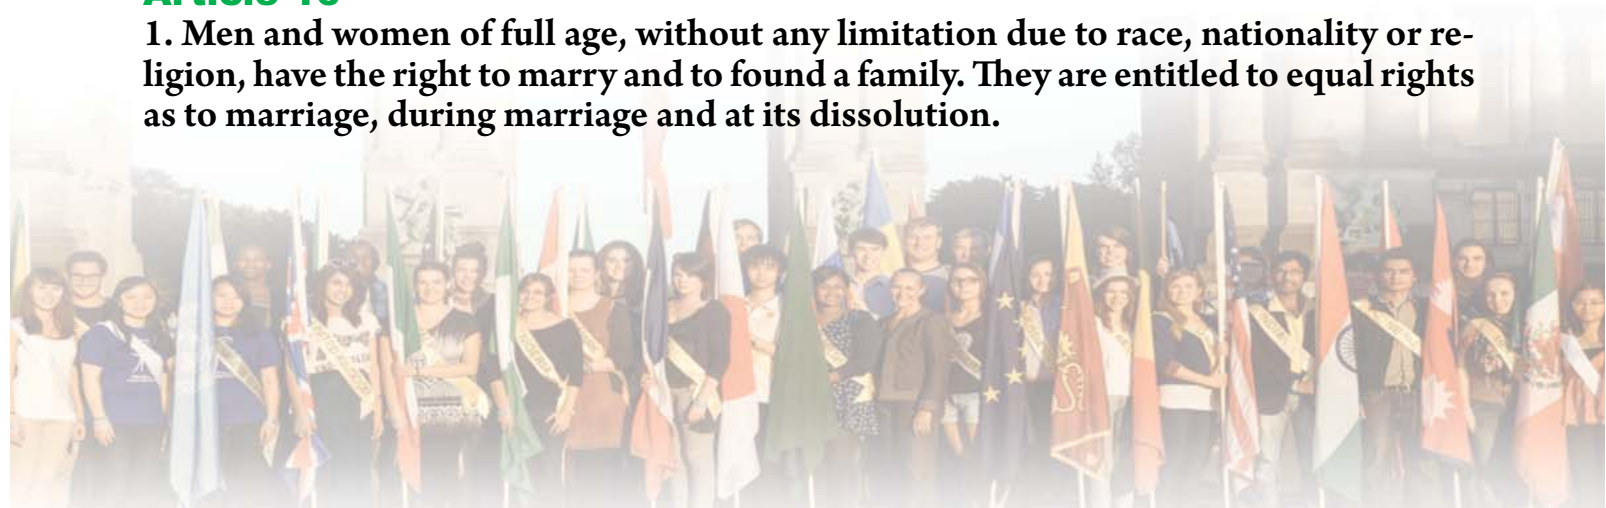 Article 16
1. Men and women of full age, without any limitation due to race, nationality or re-
ligion, have the right to marry and to found a family. They are entitled to equal rights
as to marriage, during marriage and at its dissolution.